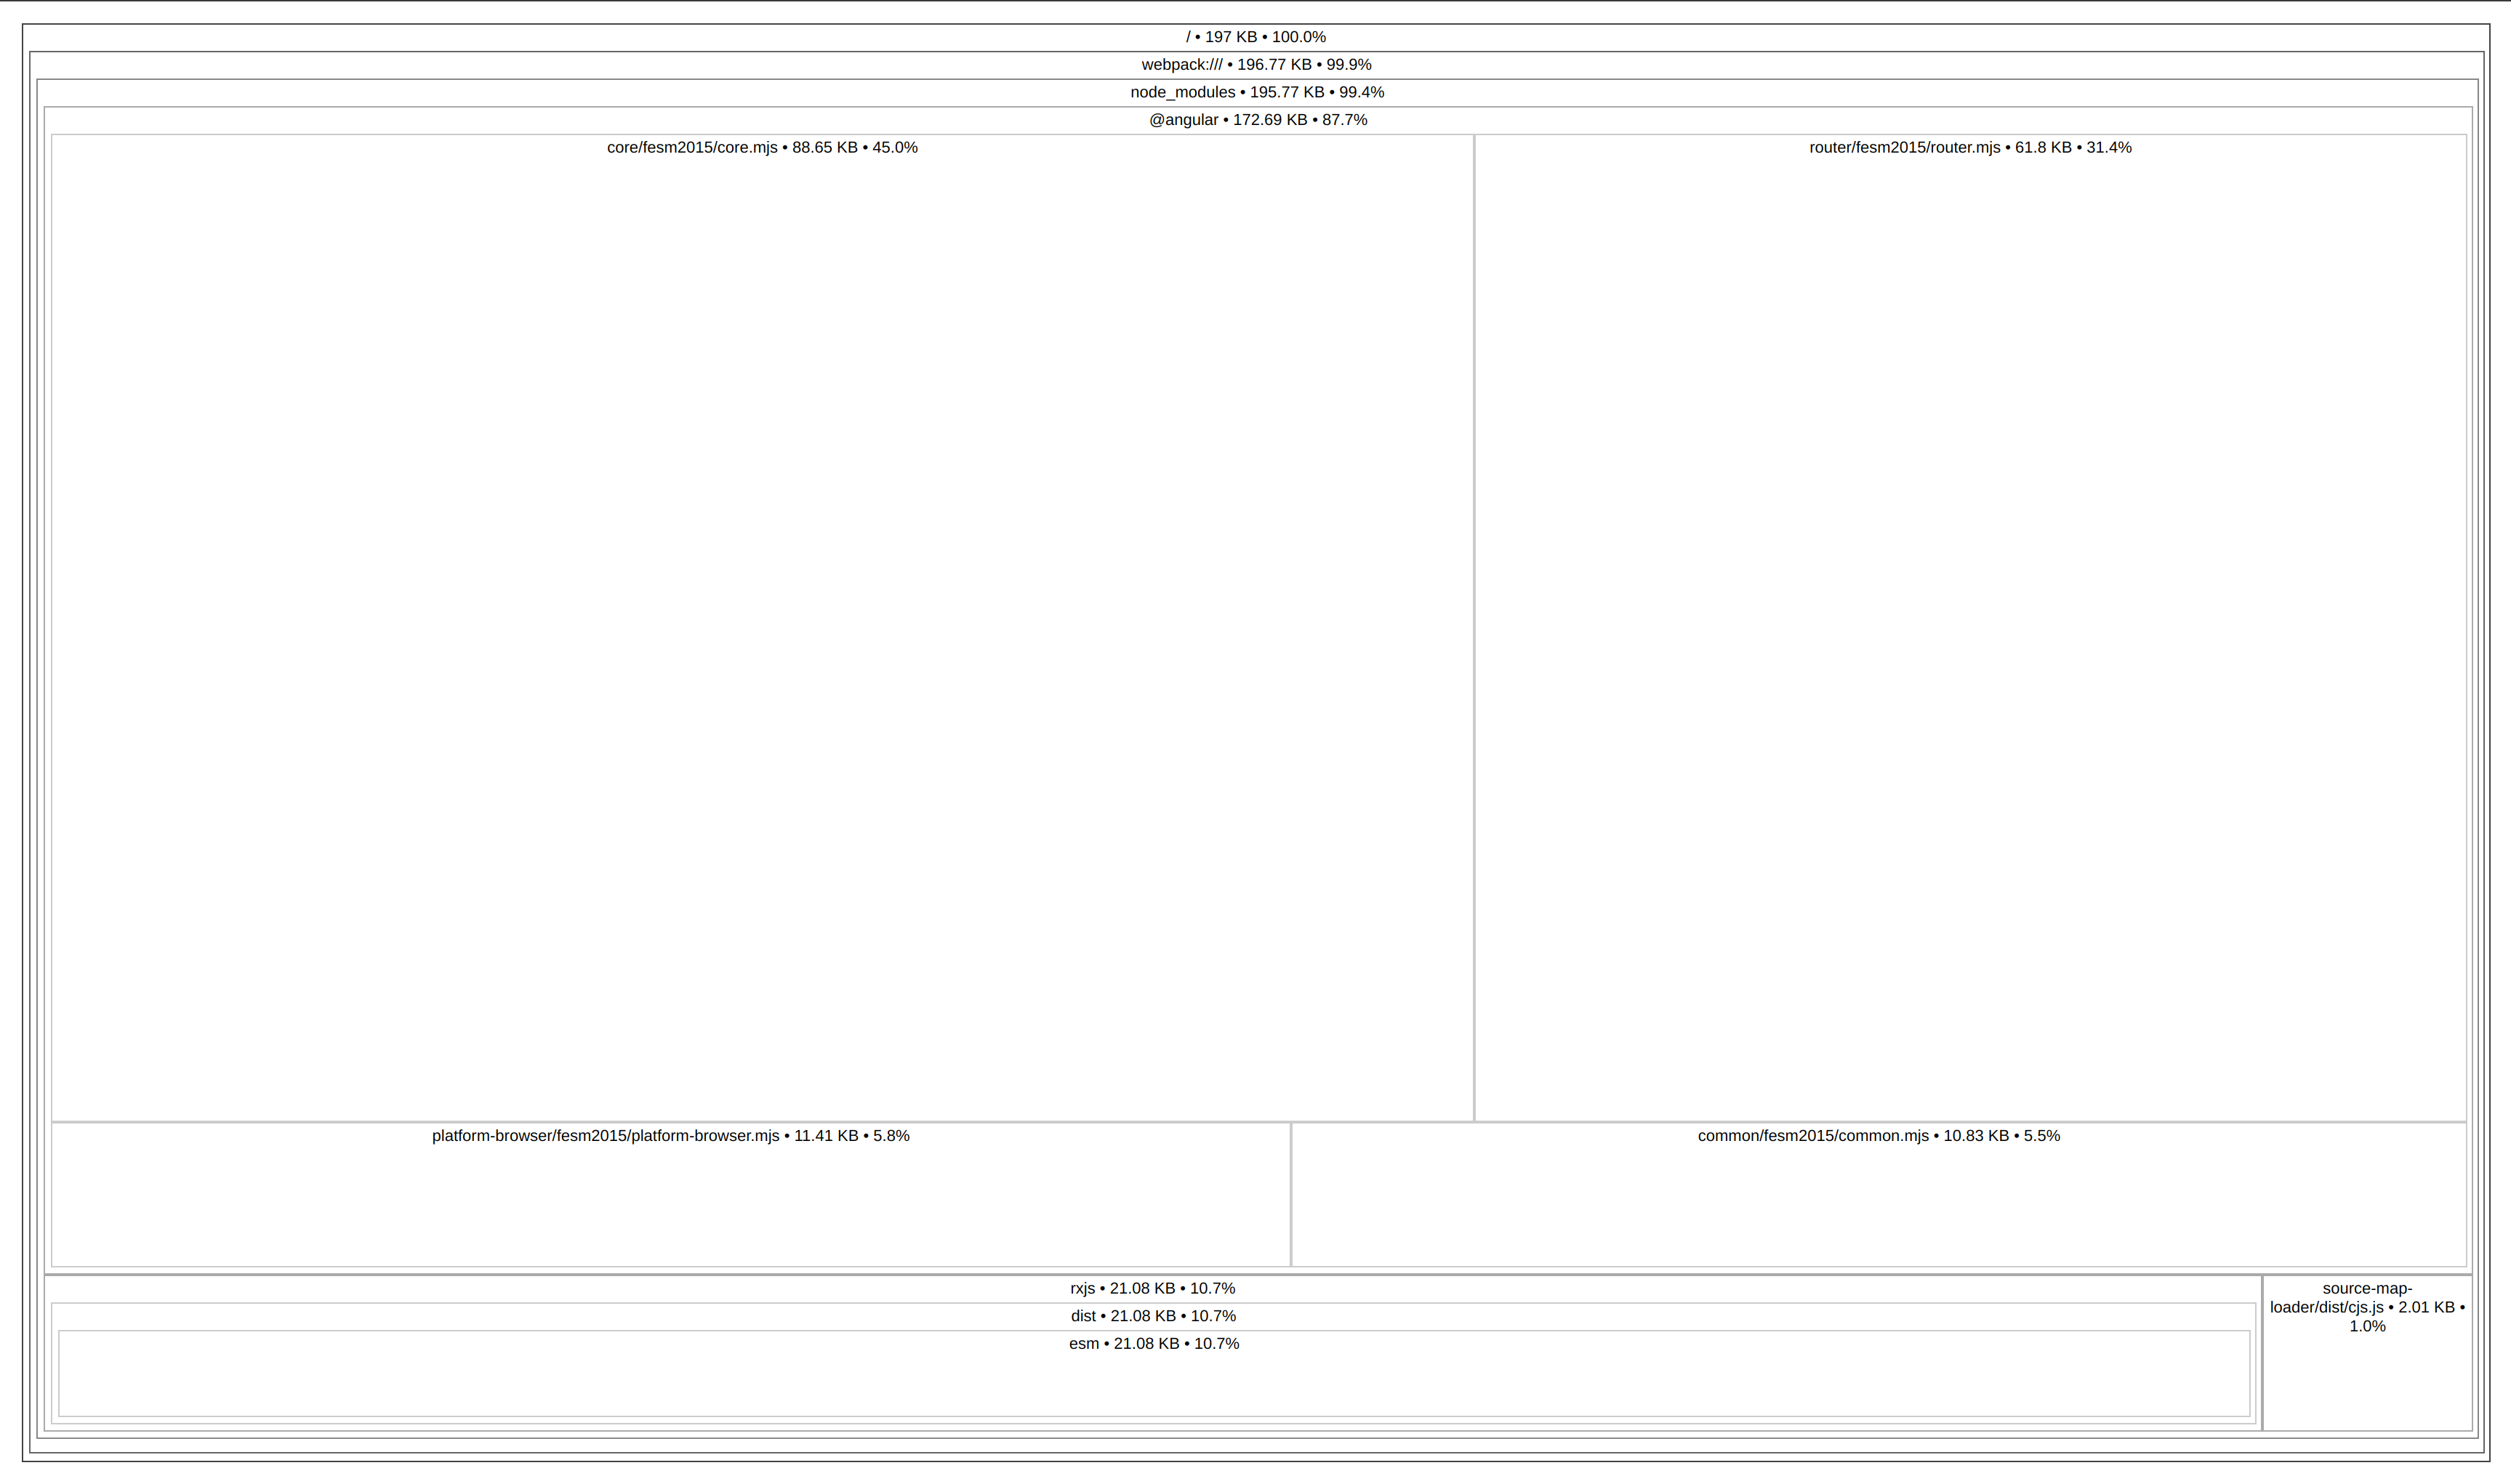 / • 197 KB • 100.0%
webpack:/// • 196.77 KB • 99.9%
node_modules • 195.77 KB • 99.4%
@angular • 172.69 KB • 87.7%
core/fesm2015/core.mjs • 88.65 KB • 45.0%
router/fesm2015/router.mjs • 61.8 KB • 31.4%
platform-browser/fesm2015/platform-browser.mjs • 11.41 KB • 5.8%
common/fesm2015/common.mjs • 10.83 KB • 5.5%
rxjs • 21.08 KB • 10.7%
dist • 21.08 KB • 10.7%
esm • 21.08 KB • 10.7%
source-map-
loader/dist/cjs.js • 2.01 KB •
1.0%